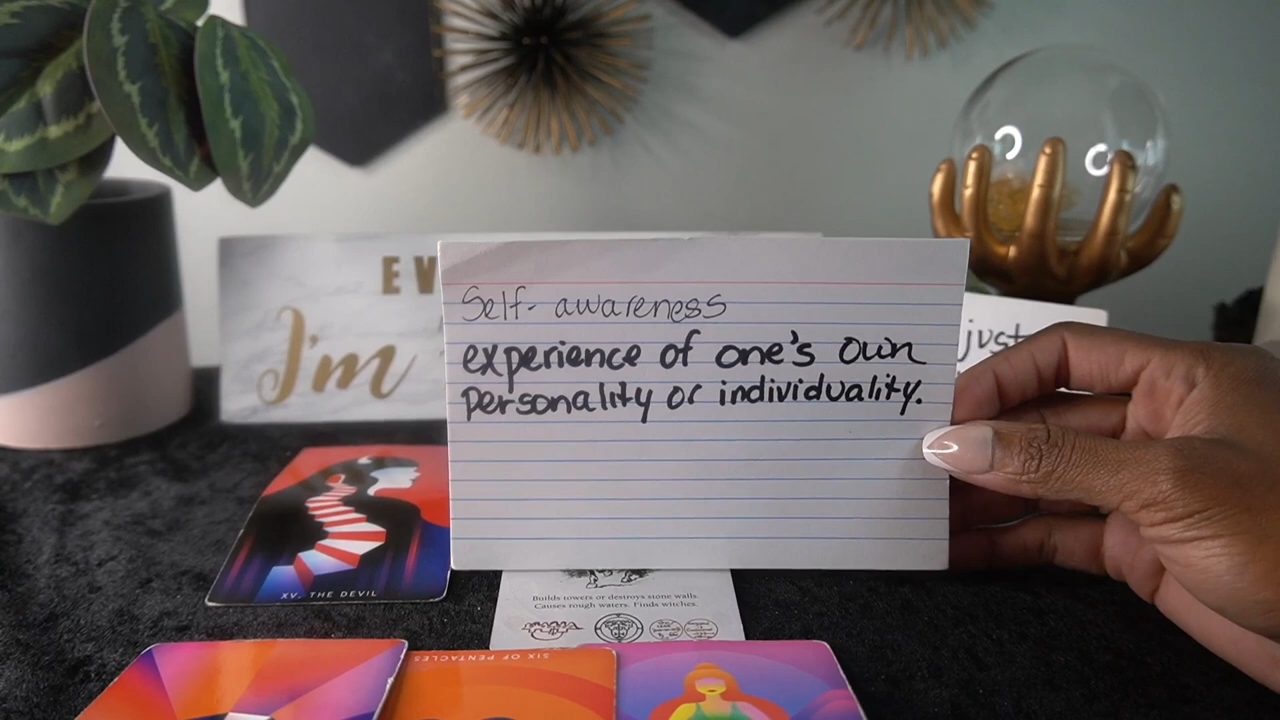 EV
I'm
just
Self-awareness
experience of one's own
personality or individuality.
XV. THE DEVIL
Builds towers or destroys stone walls.
Causes rough waters. Finds witches.
SIX OF PENTACLES